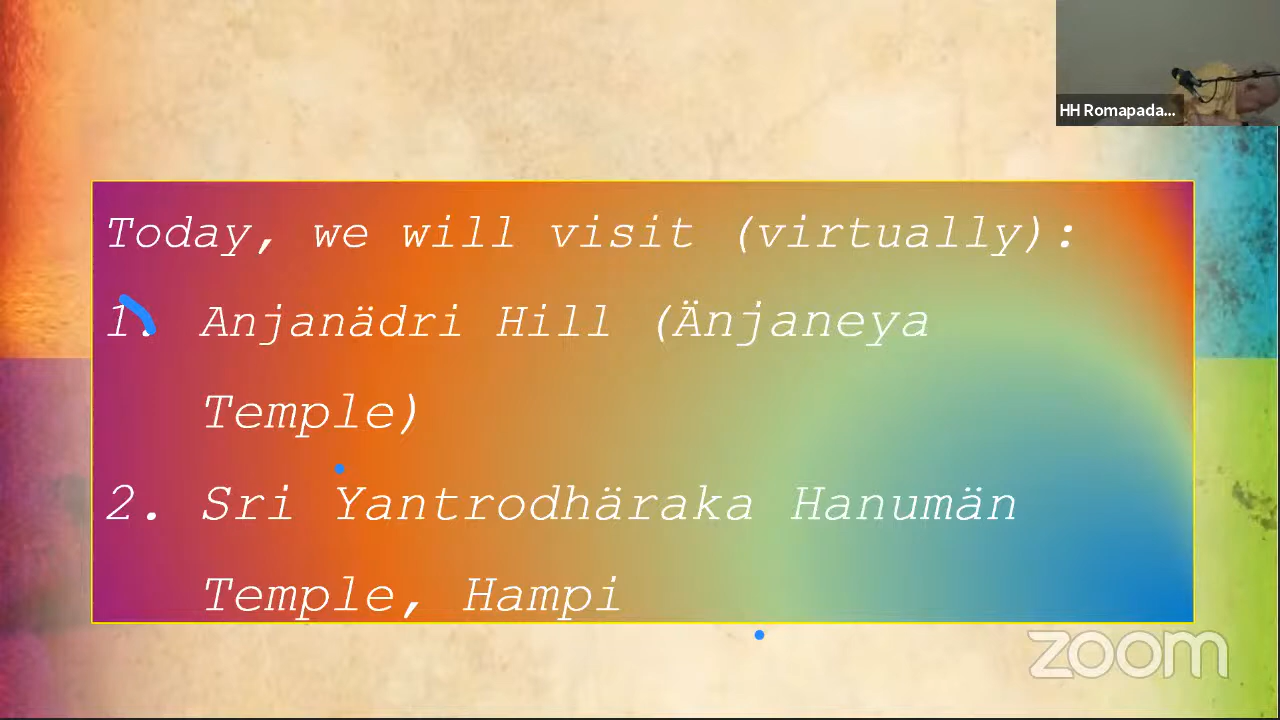 HH Romapada...
Today, we will visit (virtually):
1. Anjanädri Hill (Änjaneya
Temple)
2. Sri Yantrodhäraka Hanumän
Temple, Hampi
zoom